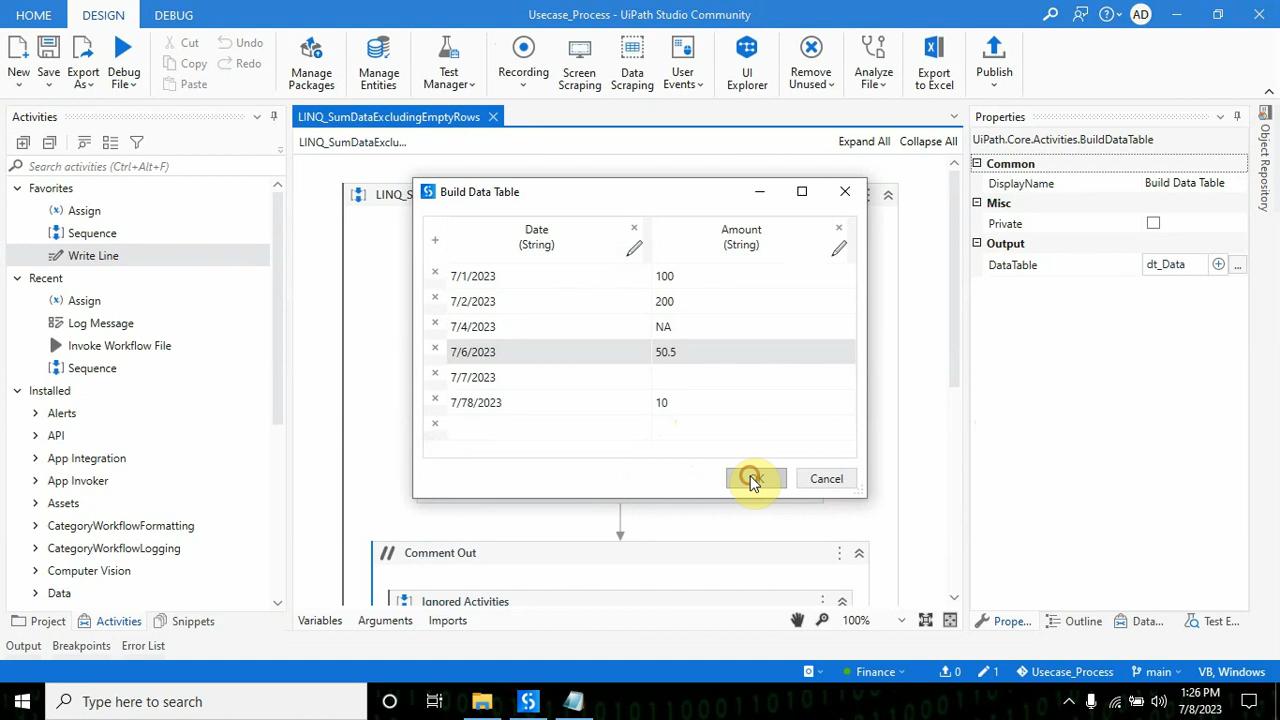 HOME
DESIGN
DEBUG
Usecase_Process - UiPath Studio Community
AD
New
Save
Export As
Debug File
Cut
Copy
Paste
Undo
Redo
Manage Packages
Manage Entities
Test Manager
Recording
Screen Scraping
Data Scraping
User Events
UI Explorer
Remove Unused
Analyze File
Export to Excel
Publish
Activities
Search activities (Ctrl+Alt+F)
Favorites
Assign
Sequence
Write Line
Recent
Assign
Log Message
Invoke Workflow File
Sequence
Installed
Alerts
API
App Integration
App Invoker
Assets
CategoryWorkflowFormatting
CategoryWorkflowLogging
Computer Vision
Data
Project
Activities
Snippets
LINQ_SumDataExcludingEmptyRows
LINQ_SumDataExclu...
Expand All
Collapse All
Build Data Table
Date
(String)
Amount
(String)
7/1/2023 100
7/2/2023 200
7/4/2023 NA
7/6/2023 50.5
7/7/2023
7/78/2023 10
Cancel
Comment Out
Ignored Activities
Variables
Arguments
Imports
100%
Properties
UiPath.Core.Activities.BuildDataTable
Common
DisplayName Build Data Table
Misc
Private
Output
DataTable dt_Data
...
Object Repository
Prope...
Outline
Data...
Test E...
Output
Breakpoints
Error List
Finance
0
1
Usecase_Process
main
VB, Windows
Type here to search
1:26 PM
7/8/2023